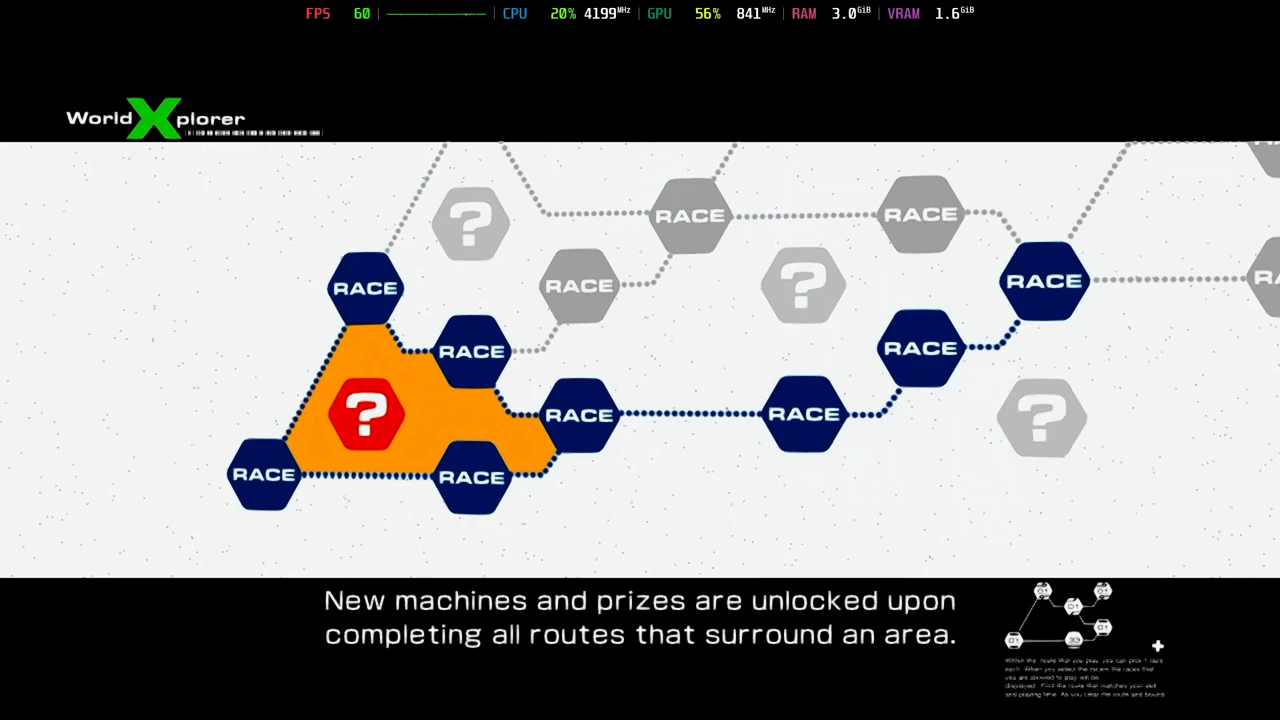 FPS 60 CPU 20% 4199MHz GPU 56% 841MHz RAM 3.0GiB VRAM 1.6GiB
World Xplorer
?
RACE RACE
RACE RACE ? RACE
RACE RACE
? RACE RACE ?
RACE RACE
New machines and prizes are unlocked upon
completing all routes that surround an area.